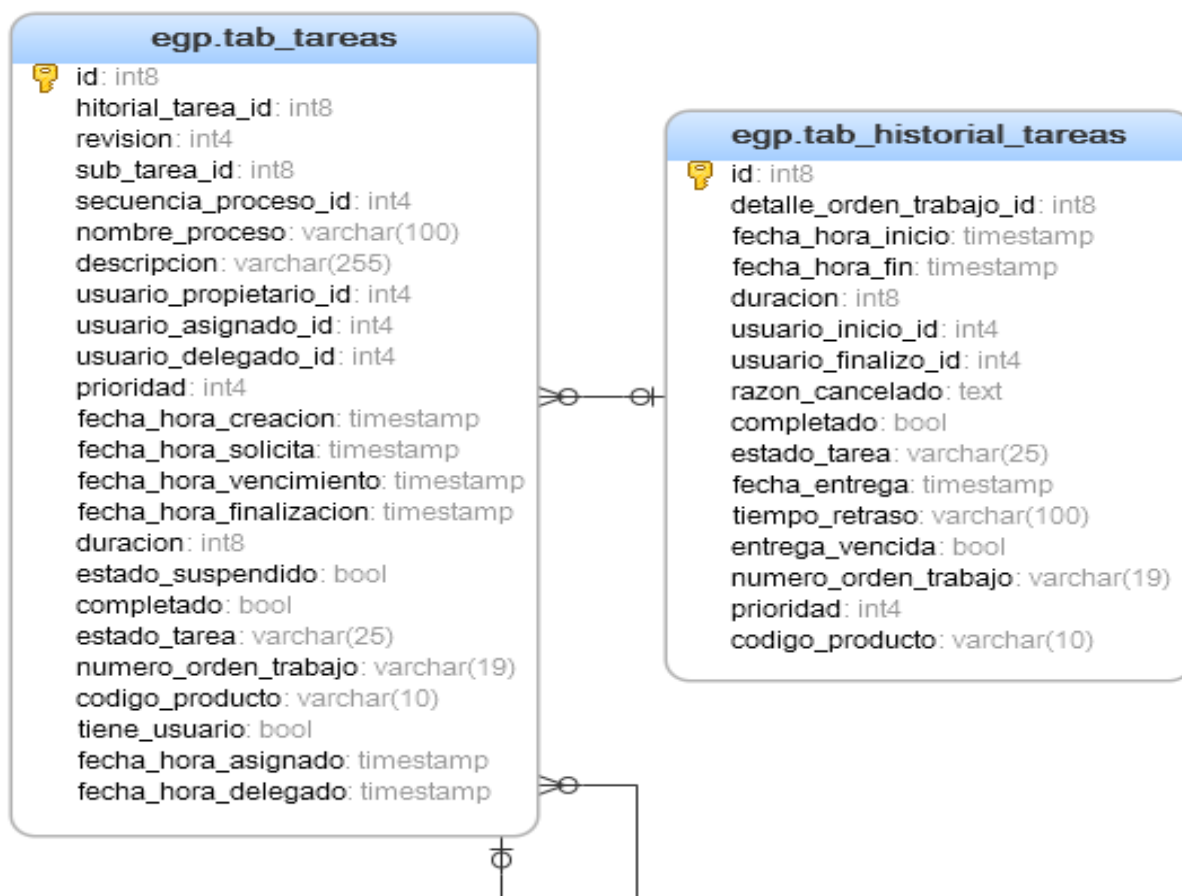 egp.tab_tareas
id: int8
hitorial_tarea_id: int8
revision: int4
sub_tarea_id: int8
secuencia_proceso_id: int4
nombre_proceso: varchar(100)
descripcion: varchar(255)
usuario_propietario_id: int4
usuario_asignado_id: int4
usuario_delegado_id: int4
prioridad: int4
fecha_hora_creacion: timestamp
fecha_hora_solicita: timestamp
fecha_hora_vencimiento: timestamp
fecha_hora_finalizacion: timestamp
duracion: int8
estado_suspendido: bool
completado: bool
estado_tarea: varchar(25)
numero_orden_trabajo: varchar(19)
codigo_producto: varchar(10)
tiene_usuario: bool
fecha_hora_asignado: timestamp
fecha_hora_delegado: timestamp
egp.tab_historial_tareas
id: int8
detalle_orden_trabajo_id: int8
fecha_hora_inicio: timestamp
fecha_hora_fin: timestamp
duracion: int8
usuario_inicio_id: int4
usuario_finalizo_id: int4
razon_cancelado: text
completado: bool
estado_tarea: varchar(25)
fecha_entrega: timestamp
tiempo_retraso: varchar(100)
entrega_vencida: bool
numero_orden_trabajo: varchar(19)
prioridad: int4
codigo_producto: varchar(10)